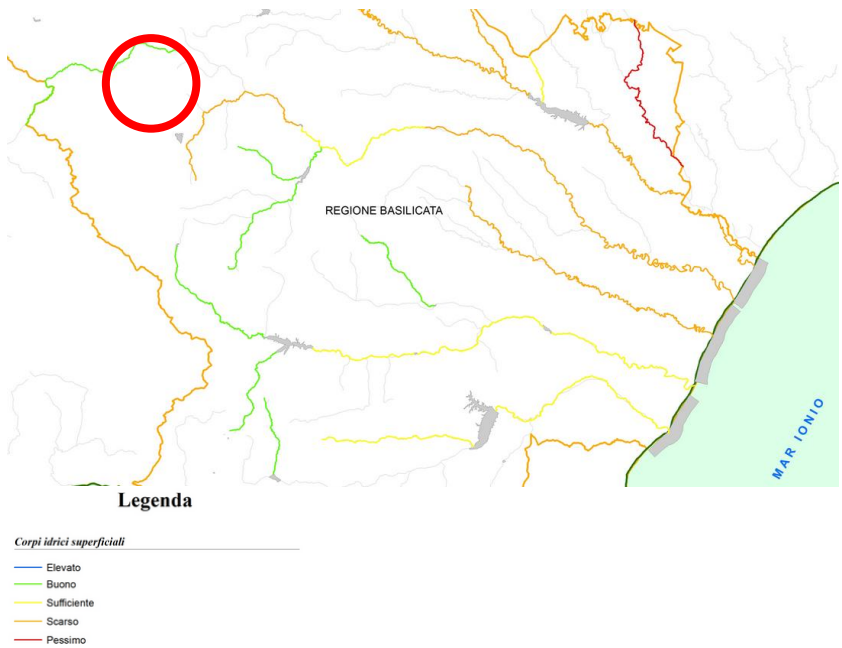 REGIONE BASILICATA
MAR IONIO
Legenda
Corpi idrici superficiali
Elevato
Buono
Sufficiente
Scarso
Pessimo